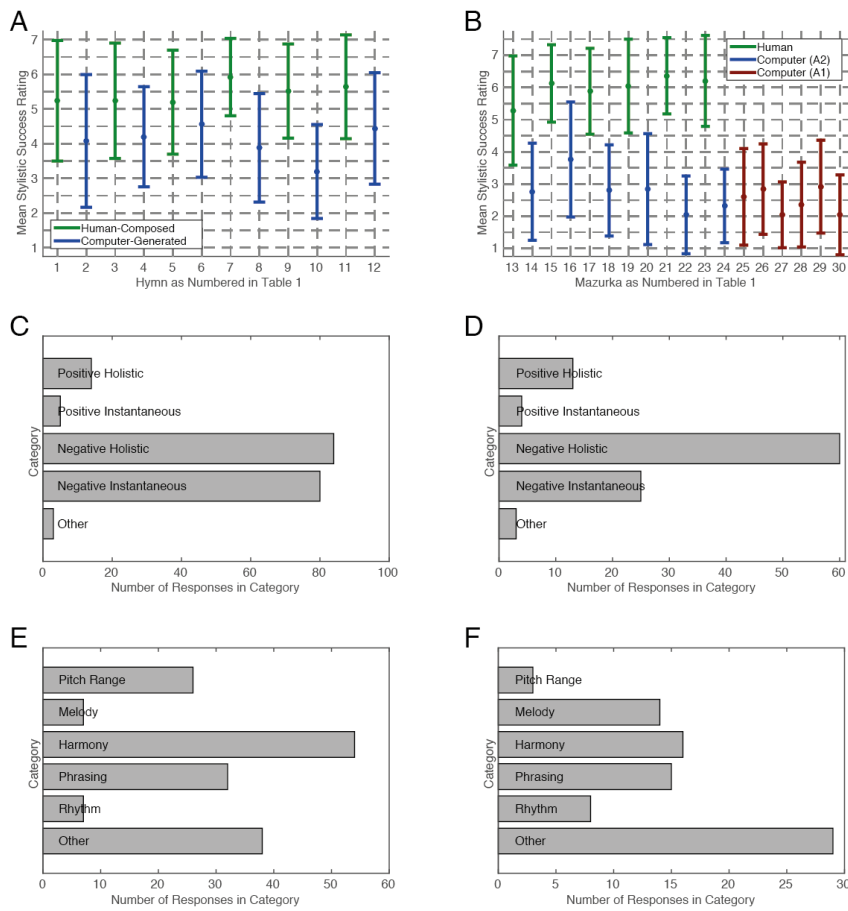 A
Mean Stylistic Success Rating
7
6
5
4
3
2
1
Human-Composed
Computer-Generated
1 2 3 4 5 6 7 8 9 10 11 12
Hymn as Numbered in Table 1
B
Mean Stylistic Success Rating
7
6
5
4
3
2
1
Human
Computer (A2)
Computer (A1)
13 14 15 16 17 18 19 20 21 22 23 24 25 26 27 28 29 30
Mazurka as Numbered in Table 1
C
Category
Positive Holistic
Positive Instantaneous
Negative Holistic
Negative Instantaneous
Other
0 20 40 60 80 100
Number of Responses in Category
D
Category
Positive Holistic
Positive Instantaneous
Negative Holistic
Negative Instantaneous
Other
0 10 20 30 40 50 60
Number of Responses in Category
E
Category
Pitch Range
Melody
Harmony
Phrasing
Rhythm
Other
0 10 20 30 40 50 60
Number of Responses in Category
F
Category
Pitch Range
Melody
Harmony
Phrasing
Rhythm
Other
0 5 10 15 20 25 30
Number of Responses in Category